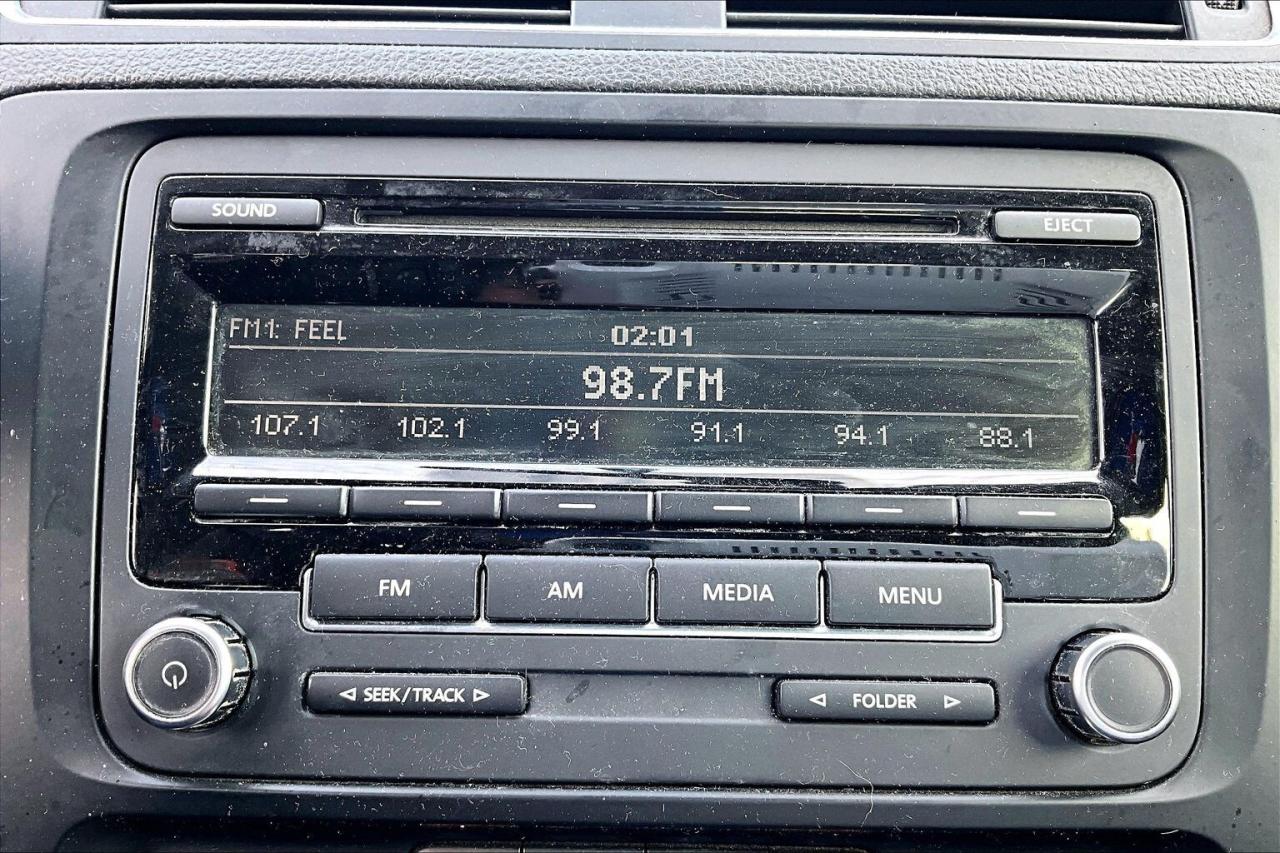 SOUND
EJECT
FM1: FEEL
02:01
98.7FM
107.1 102.1 99.1 91.1 94.1 88.1
FM AM MEDIA MENU
SEEK/TRACK
FOLDER